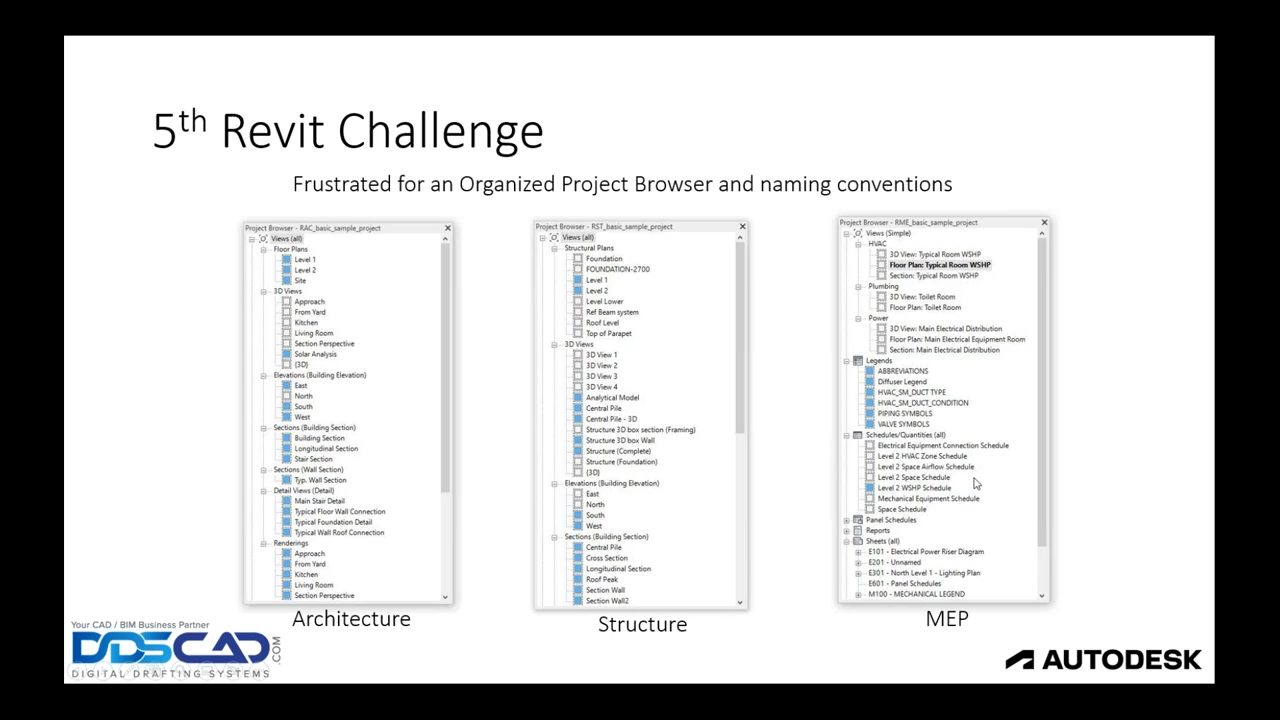 5th Revit Challenge
Frustrated for an Organized Project Browser and naming conventions
Project Browser - RAC_basic_sample_project
Views (all)
Floor Plans
Level 1
Level 2
Site
3D Views
Approach
From Yard
Kitchen
Living Room
Section Perspective
Solar Analysis
{3D}
Elevations (Building Elevation)
East
North
South
West
Sections (Building Section)
Building Section
Longitudinal Section
Stair Section
Sections (Wall Section)
Typ. Wall Section
Detail Views (Detail)
Main Stair Detail
Typical Floor Wall Connection
Typical Foundation Detail
Typical Wall Roof Connection
Renderings
Approach
From Yard
Kitchen
Living Room
Section Perspective
Architecture
Project Browser - RST_basic_sample_project
Views (all)
Structural Plans
Foundation
FOUNDATION-2700
Level 1
Level 2
Level Lower
Ref Beam system
Roof Level
Top of Parapet
3D Views
3D View 1
3D View 2
3D View 3
3D View 4
Analytical Model
Central Pile
Central Pile - 3D
Structure 3D box section (Framing)
Structure 3D box Wall
Structure (Complete)
Structure (Foundation)
{3D}
Elevations (Building Elevation)
East
North
South
West
Sections (Building Section)
Central Pile
Cross Section
Longitudinal Section
Roof Peak
Section Wall
Section Wall2
Structure
Project Browser - RME_basic_sample_project
Views (Simple)
HVAC
3D View: Typical Room WSHP
Floor Plan: Typical Room WSHP
Section: Typical Room WSHP
Plumbing
3D View: Toilet Room
Floor Plan: Toilet Room
Power
3D View: Main Electrical Distribution
Floor Plan: Main Electrical Equipment Room
Section: Main Electrical Distribution
Legends
ABBREVIATIONS
Diffuser Legend
HVAC_SM_DUCT TYPE
HVAC_SM_DUCT_CONDITION
PIPING SYMBOLS
VALVE SYMBOLS
Schedules/Quantities (all)
Electrical Equipment Connection Schedule
Level 2 HVAC Zone Schedule
Level 2 Space Airflow Schedule
Level 2 Space Schedule
Level 2 WSHP Schedule
Mechanical Equipment Schedule
Space Schedule
Panel Schedules
Reports
Sheets (all)
E101 - Electrical Power Riser Diagram
E201 - Unnamed
E301 - North Level 1 - Lighting Plan
E601 - Panel Schedules
M100 - MECHANICAL LEGEND
MEP
Your CAD / BIM Business Partner
DDSCAD.COM
DIGITAL DRAFTING SYSTEMS
AUTODESK